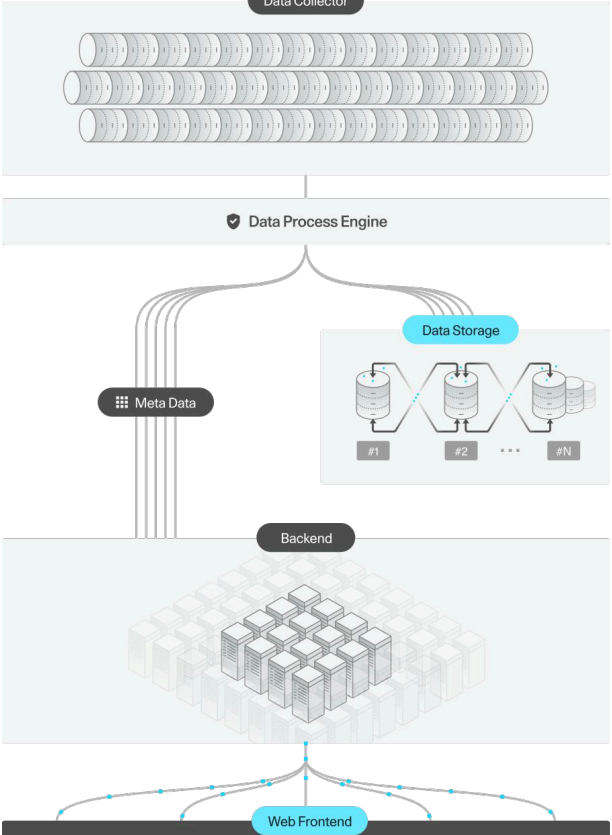 Data Collector
Data Process Engine
Data Storage
Meta Data
#1
#2
#N
Backend
Web Frontend